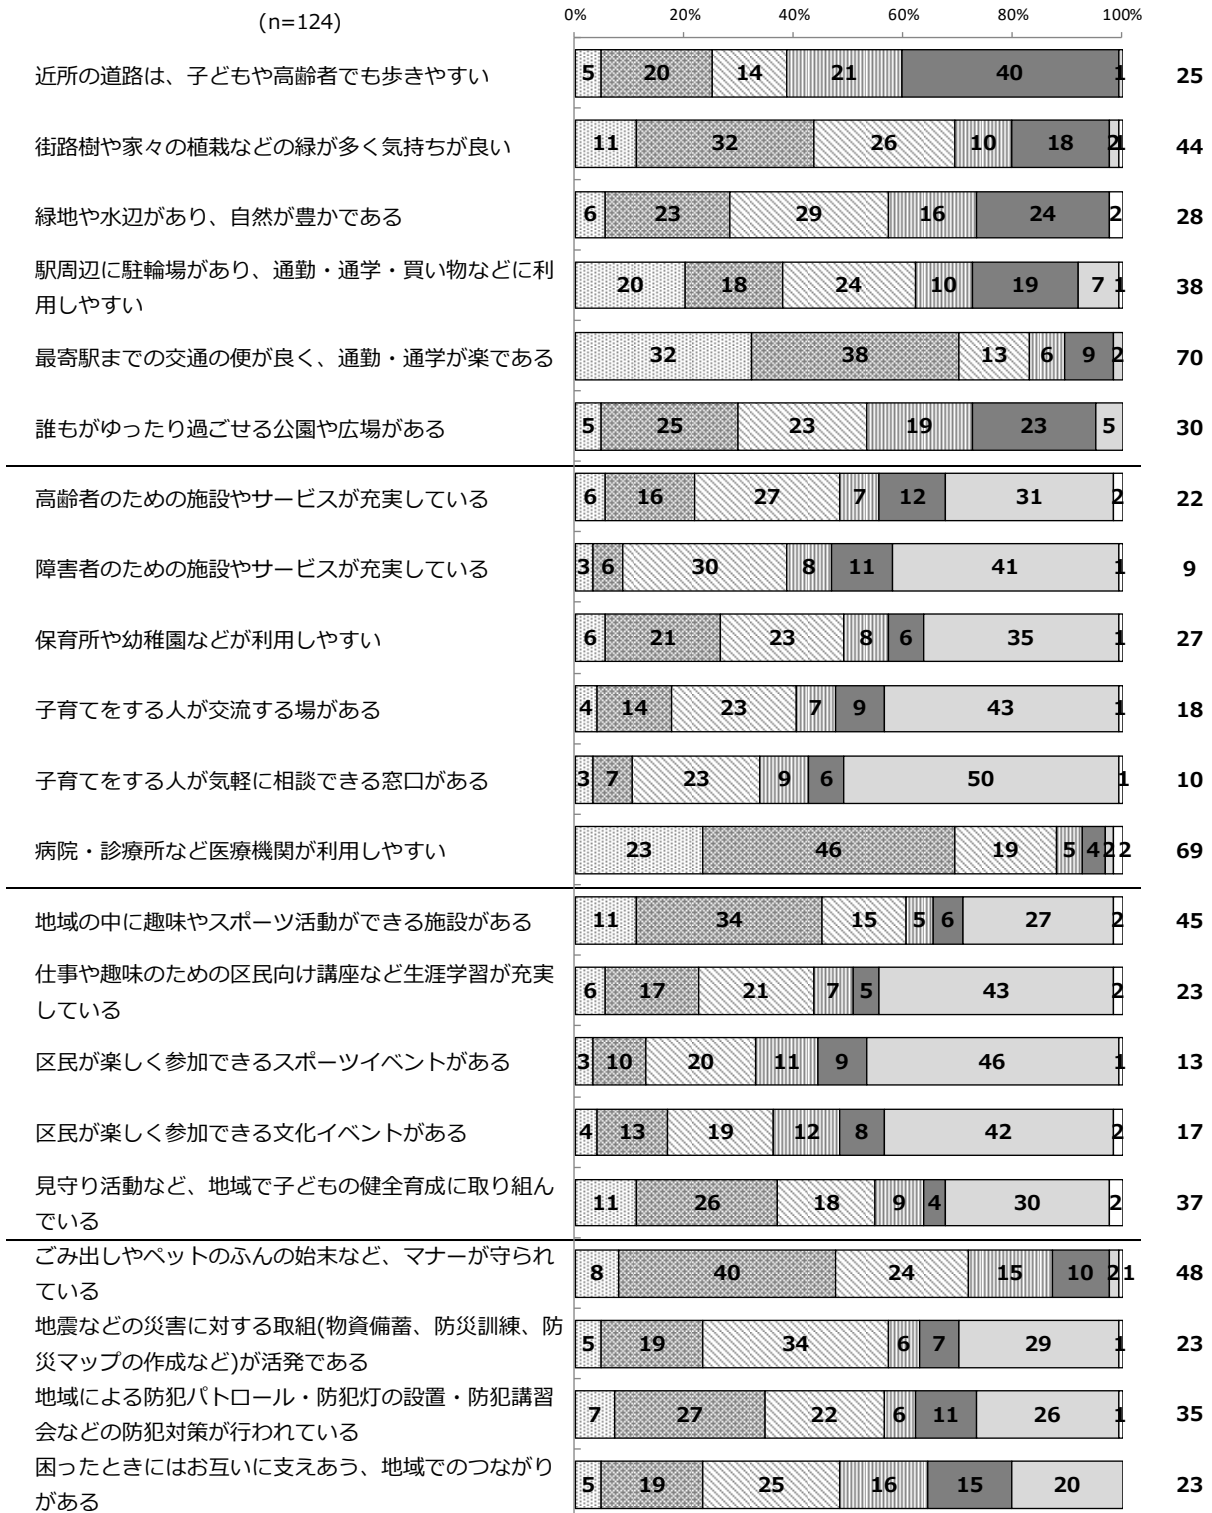 (n=124)
0% 20% 40% 60% 80% 100%
近所の道路は、子どもや高齢者でも歩きやすい 5 20 14 21 40 1 25
街路樹や家々の植栽などの緑が多く気持ちが良い 11 32 26 10 18 2 1 44
緑地や水辺があり、自然が豊かである 6 23 29 16 24 2 28
駅周辺に駐輪場があり、通勤・通学・買い物などに利
用しやすい 20 18 24 10 19 7 1 38
最寄駅までの交通の便が良く、通勤・通学が楽である 32 38 13 6 9 2 70
誰もがゆったり過ごせる公園や広場がある 5 25 23 19 23 5 30
高齢者のための施設やサービスが充実している 6 16 27 7 12 31 2 22
障害者のための施設やサービスが充実している 3 6 30 8 11 41 1 9
保育所や幼稚園などが利用しやすい 6 21 23 8 6 35 1 27
子育てをする人が交流する場がある 4 14 23 7 9 43 1 18
子育てをする人が気軽に相談できる窓口がある 3 7 23 9 6 50 1 10
病院・診療所など医療機関が利用しやすい 23 46 19 5 4 2 2 69
地域の中に趣味やスポーツ活動ができる施設がある 11 34 15 5 6 27 2 45
仕事や趣味のための区民向け講座など生涯学習が充実
している 6 17 21 7 5 43 2 23
区民が楽しく参加できるスポーツイベントがある 3 10 20 11 9 46 1 13
区民が楽しく参加できる文化イベントがある 4 13 19 12 8 42 2 17
見守り活動など、地域で子どもの健全育成に取り組ん
でいる 11 26 18 9 4 30 2 37
ごみ出しやペットのふんの始末など、マナーが守られ
ている 8 40 24 15 10 2 1 48
地震などの災害に対する取組(物資備蓄、防災訓練、防
災マップの作成など)が活発である 5 19 34 6 7 29 1 23
地域による防犯パトロール・防犯灯の設置・防犯講習
会などの防犯対策が行われている 7 27 22 6 11 26 1 35
困ったときにはお互いに支えあう、地域でのつながり
がある 5 19 25 16 15 20 23